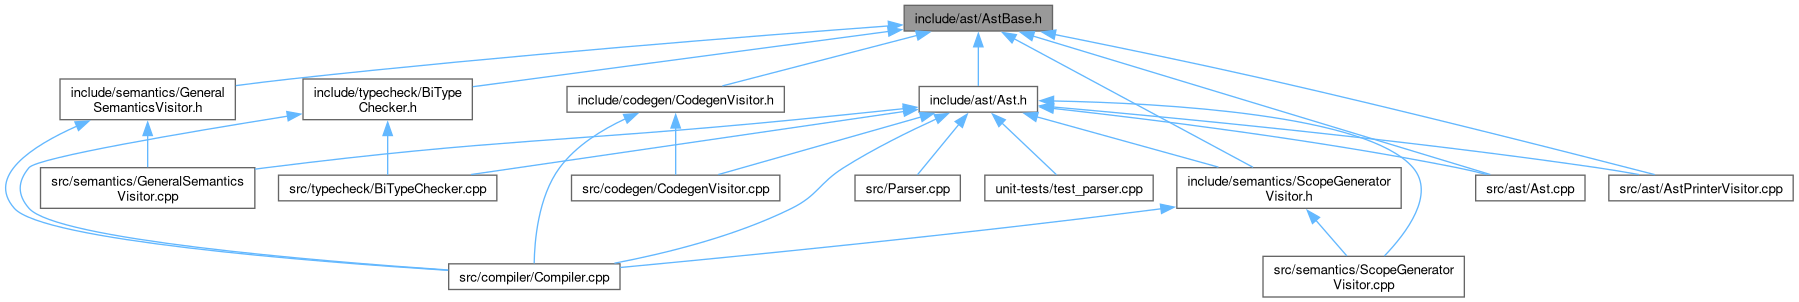 include/ast/AstBase.h
include/semantics/General
SemanticsVisitor.h
include/typecheck/BiType
Checker.h
include/codegen/CodegenVisitor.h
include/ast/Ast.h
src/semantics/GeneralSemantics
Visitor.cpp
src/typecheck/BiTypeChecker.cpp
src/codegen/CodegenVisitor.cpp
src/Parser.cpp
unit-tests/test_parser.cpp
include/semantics/ScopeGenerator
Visitor.h
src/ast/Ast.cpp
src/ast/AstPrinterVisitor.cpp
src/compiler/Compiler.cpp
src/semantics/ScopeGenerator
Visitor.cpp